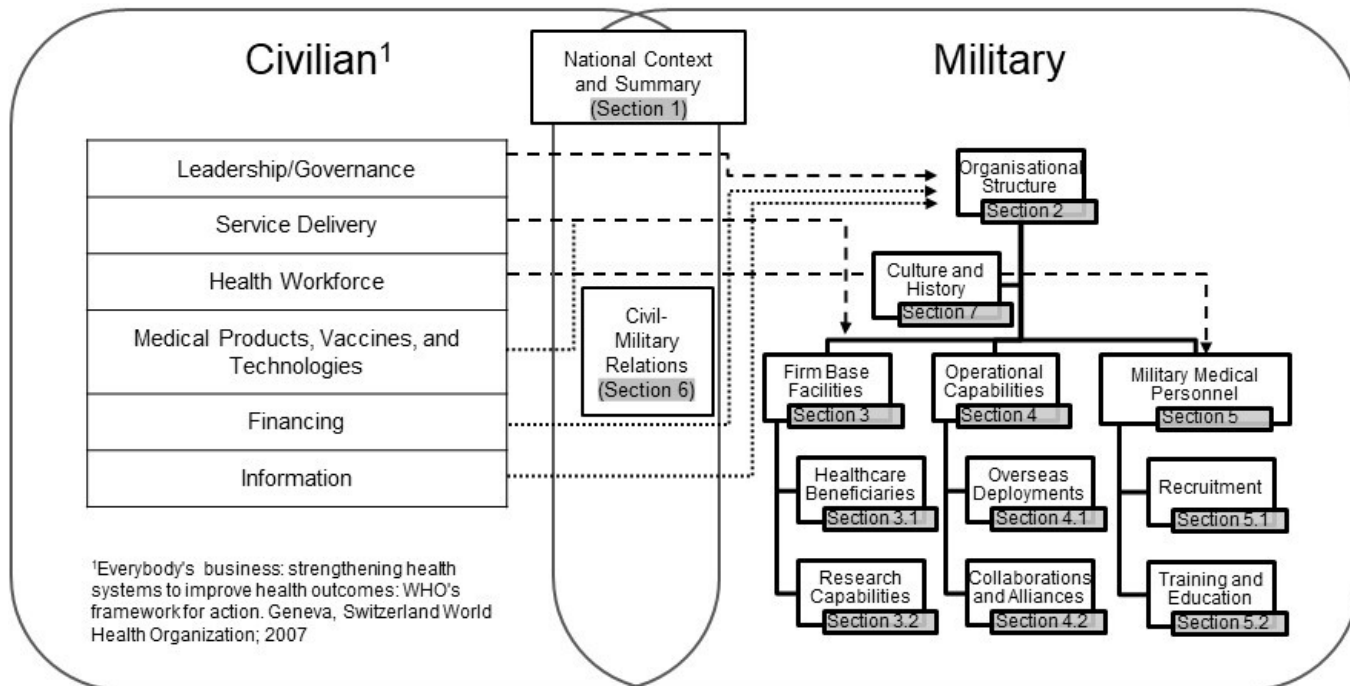 Civilian¹
National Context
and Summary
(Section 1)
Military
Leadership/Governance
Service Delivery
Health Workforce
Medical Products, Vaccines, and
Technologies
Financing
Information
Civil-
Military
Relations
(Section 6)
Organisational
Structure
Section 2
Culture and
History
Section 7
Firm Base
Facilities
Section 3
Operational
Capabilities
Section 4
Military Medical
Personnel
Section 5
Healthcare
Beneficiaries
Section 3.1
Overseas
Deployments
Section 4.1
Recruitment
Section 5.1
Research
Capabilities
Section 3.2
Collaborations
and Alliances
Section 4.2
Training and
Education
Section 5.2
¹Everybody's business: strengthening health
systems to improve health outcomes: WHO's
framework for action. Geneva, Switzerland World
Health Organization; 2007